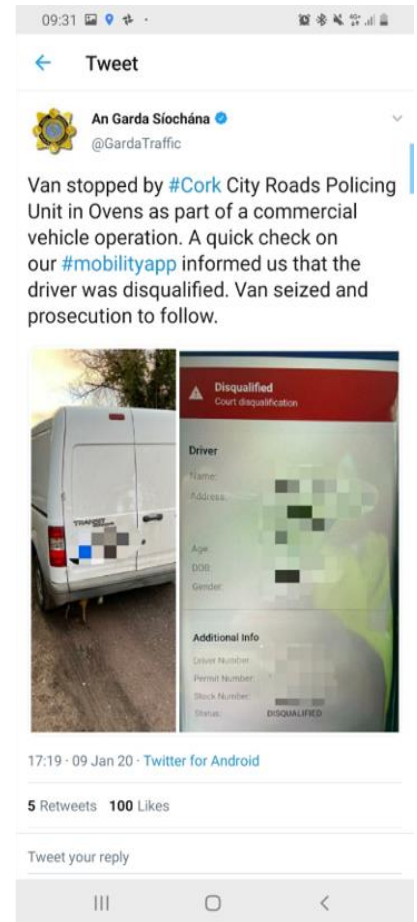 09:31
Tweet
An Garda Síochána
@GardaTraffic
Van stopped by #Cork City Roads Policing
Unit in Ovens as part of a commercial
vehicle operation. A quick check on
our #mobilityapp informed us that the
driver was disqualified. Van seized and
prosecution to follow.
TRANSIT
Disqualified
Court disqualification
Driver
Name:
Address:
Age:
DOB:
Gender:
Additional Info
Driver Number:
Permit Number:
Stock Number:
Status: DISQUALIFIED
17:19 · 09 Jan 20 · Twitter for Android
5 Retweets 100 Likes
Tweet your reply